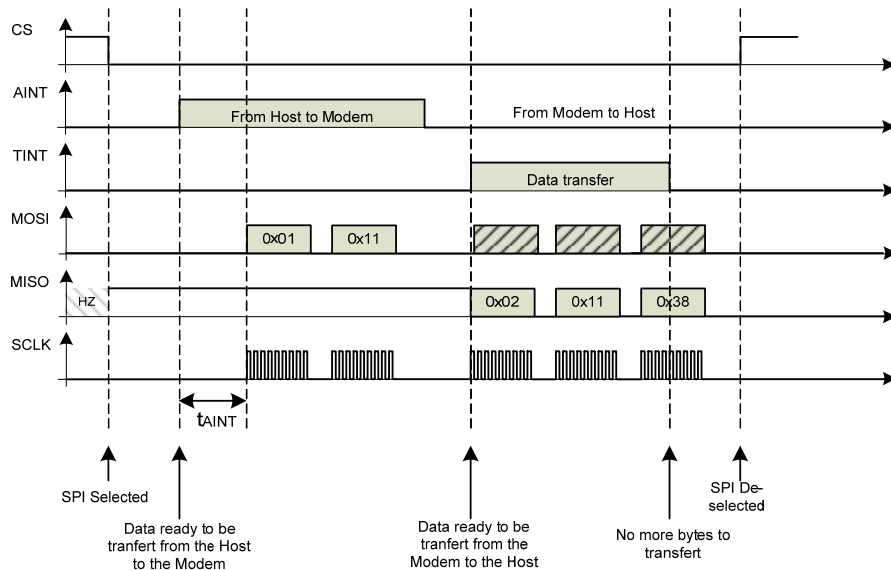 CS
AINT
From Host to Modem
From Modem to Host
TINT
Data transfer
MOSI
0x01
0x11
MISO
HZ
0x02
0x11
0x38
SCLK
tAINT
SPI Selected
SPI De-
selected
Data ready to be
tranfert from the Host
to the Modem
Data ready to be
tranfert from the
Modem to the Host
No more bytes to
transfert